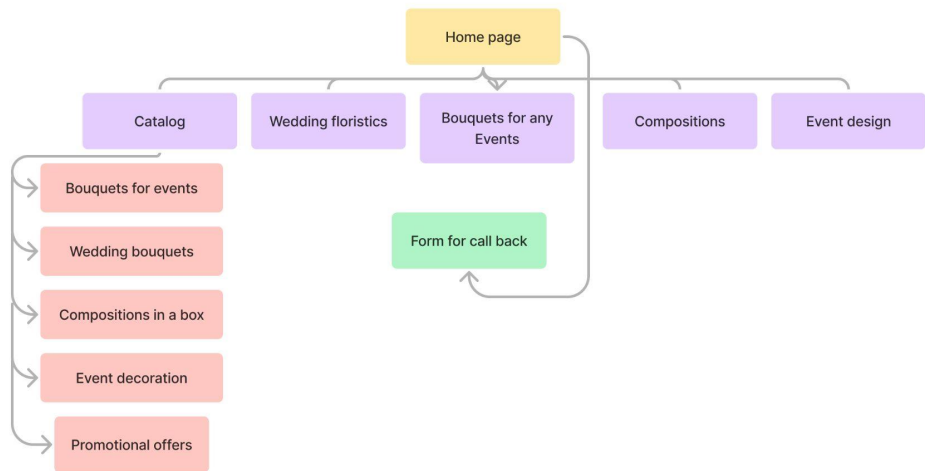 Home page
Catalog
Wedding floristics
Bouquets for any
Events
Compositions
Event design
Bouquets for events
Wedding bouquets
Compositions in a box
Event decoration
Promotional offers
Form for call back